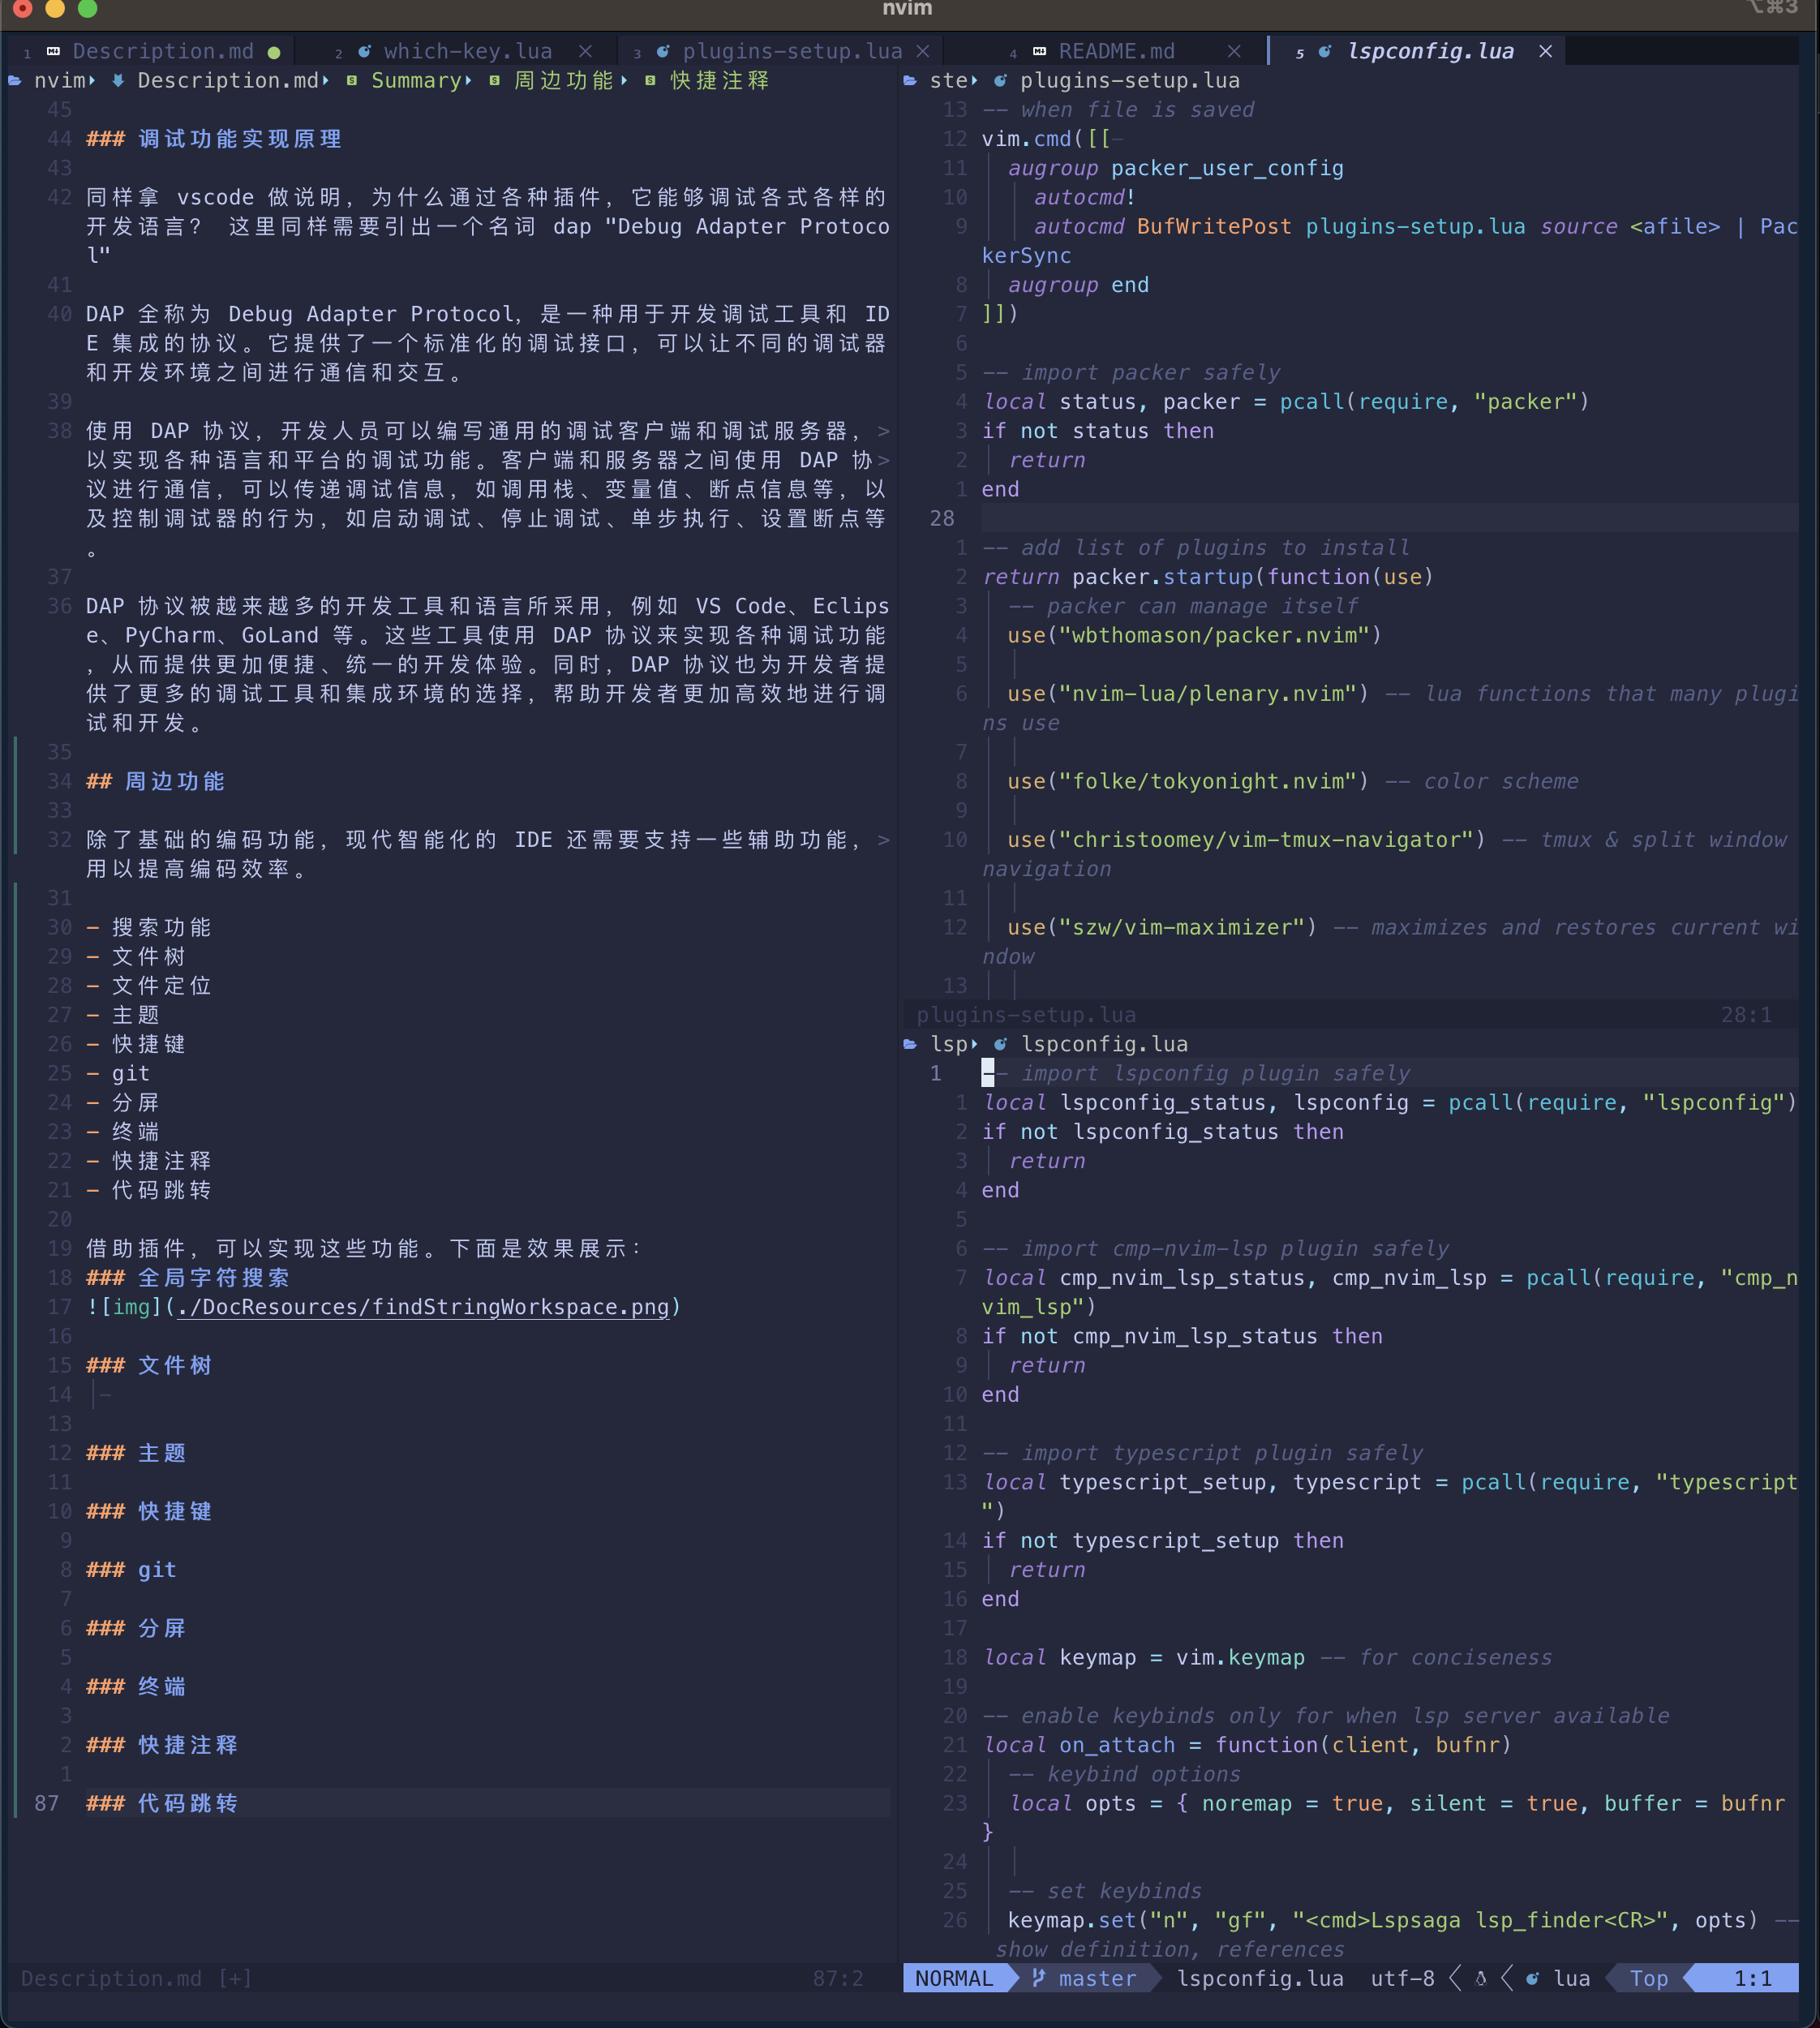 nvim
⌥⌘3
1 Description.md ● 2 which-key.lua × 3 plugins-setup.lua × 4 README.md × 5 lspconfig.lua ×
nvim Description.md Summary 周边功能 快捷注释
45
44 ### 调试功能实现原理
43
42 同样拿 vscode 做说明，为什么通过各种插件，它能够调试各式各样的
开发语言？ 这里同样需要引出一个名词 dap "Debug Adapter Protoco
l"
41
40 DAP 全称为 Debug Adapter Protocol，是一种用于开发调试工具和 ID
E 集成的协议。它提供了一个标准化的调试接口，可以让不同的调试器
和开发环境之间进行通信和交互。
39
38 使用 DAP 协议，开发人员可以编写通用的调试客户端和调试服务器，>
以实现各种语言和平台的调试功能。客户端和服务器之间使用 DAP 协>
议进行通信，可以传递调试信息，如调用栈、变量值、断点信息等，以
及控制调试器的行为，如启动调试、停止调试、单步执行、设置断点等
。
37
36 DAP 协议被越来越多的开发工具和语言所采用，例如 VS Code、Eclips
e、PyCharm、GoLand 等。这些工具使用 DAP 协议来实现各种调试功能
，从而提供更加便捷、统一的开发体验。同时，DAP 协议也为开发者提
供了更多的调试工具和集成环境的选择，帮助开发者更加高效地进行调
试和开发。
35
34 ## 周边功能
33
32 除了基础的编码功能，现代智能化的 IDE 还需要支持一些辅助功能，>
用以提高编码效率。
31
30 - 搜索功能
29 - 文件树
28 - 文件定位
27 - 主题
26 - 快捷键
25 - git
24 - 分屏
23 - 终端
22 - 快捷注释
21 - 代码跳转
20
19 借助插件，可以实现这些功能。下面是效果展示：
18 ### 全局字符搜索
17 ![img](./DocResources/findStringWorkspace.png)
16
15 ### 文件树
14 -
13
12 ### 主题
11
10 ### 快捷键
9
8 ### git
7
6 ### 分屏
5
4 ### 终端
3
2 ### 快捷注释
1
87 ### 代码跳转
Description.md [+] 87:2
ste plugins-setup.lua
13 -- when file is saved
12 vim.cmd([[-
11 augroup packer_user_config
10 autocmd!
9 autocmd BufWritePost plugins-setup.lua source <afile> | Pac
kerSync
8 augroup end
7 ]])
6
5 -- import packer safely
4 local status, packer = pcall(require, "packer")
3 if not status then
2 return
1 end
28
1 -- add list of plugins to install
2 return packer.startup(function(use)
3 -- packer can manage itself
4 use("wbthomason/packer.nvim")
5
6 use("nvim-lua/plenary.nvim") -- lua functions that many plugi
ns use
7
8 use("folke/tokyonight.nvim") -- color scheme
9
10 use("christoomey/vim-tmux-navigator") -- tmux & split window
navigation
11
12 use("szw/vim-maximizer") -- maximizes and restores current wi
ndow
13
plugins-setup.lua 28:1
lsp lspconfig.lua
1 -- import lspconfig plugin safely
1 local lspconfig_status, lspconfig = pcall(require, "lspconfig")
2 if not lspconfig_status then
3 return
4 end
5
6 -- import cmp-nvim-lsp plugin safely
7 local cmp_nvim_lsp_status, cmp_nvim_lsp = pcall(require, "cmp_n
vim_lsp")
8 if not cmp_nvim_lsp_status then
9 return
10 end
11
12 -- import typescript plugin safely
13 local typescript_setup, typescript = pcall(require, "typescript
")
14 if not typescript_setup then
15 return
16 end
17
18 local keymap = vim.keymap -- for conciseness
19
20 -- enable keybinds only for when lsp server available
21 local on_attach = function(client, bufnr)
22 -- keybind options
23 local opts = { noremap = true, silent = true, buffer = bufnr
}
24
25 -- set keybinds
26 keymap.set("n", "gf", "<cmd>Lspsaga lsp_finder<CR>", opts) --
show definition, references
NORMAL master lspconfig.lua utf-8 lua Top 1:1